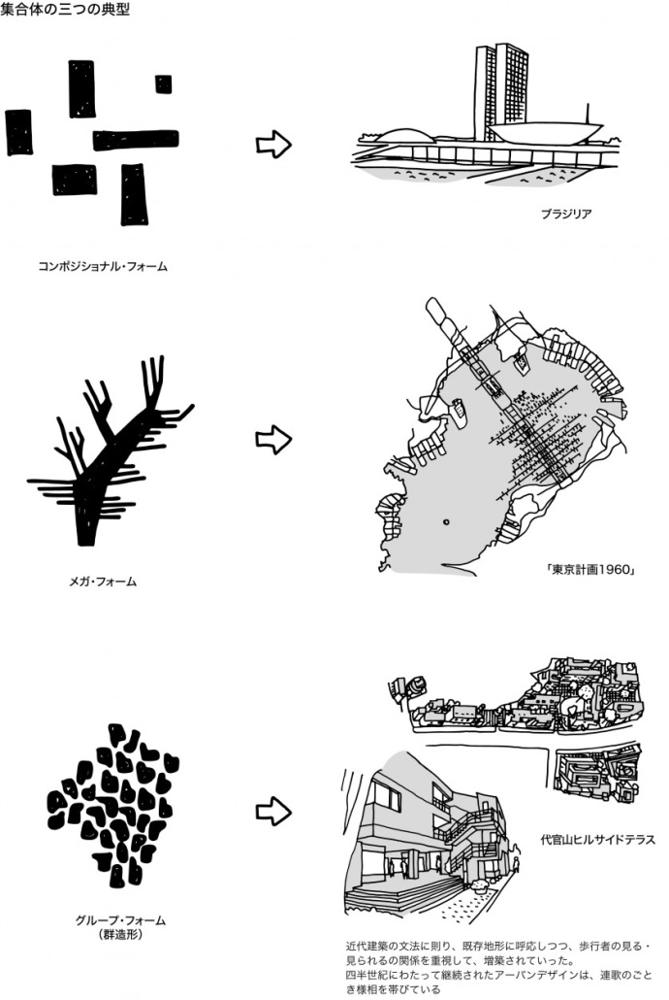 集合体の三つの典型
ブラジリア
コンポジショナル・フォーム
「東京計画1960」
メガ・フォーム
代官山ヒルサイドテラス
グループ・フォーム
（群造形）
近代建築の文法に則り、既存地形に呼応しつつ、歩行者の見る・
見られるの関係を重視して、増築されていった。
四半世紀にわたって継続されたアーバンデザインは、連歌のごと
き様相を帯びている